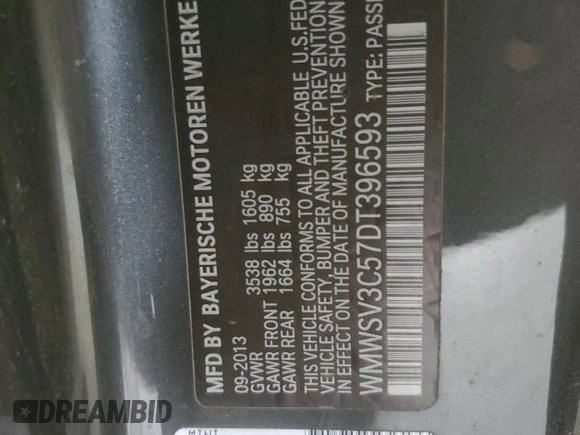 MFD BY BAYERISCHE MOTOREN WERKE
09-2013
GVWR 3538 lbs 1605 kg
GAWR FRONT 1962 lbs 890 kg
GAWR REAR 1664 lbs 755 kg
THIS VEHICLE CONFORMS TO ALL APPLICABLE U.S.FED
VEHICLE SAFETY, BUMPER AND THEFT PREVENTION
EFFECT ON THE DATE OF MANUFACTURE SHOWN
WMWSV3C57DT396593 TYPE: PASSE
DREAMBID